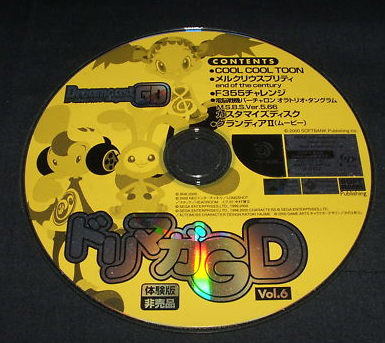 Dreamcast GD
CONTENTS
●COOL COOL TOON
●メルクリウスプリティ
end of the century
●F355チャレンジ
●電脳戦機バーチャロン オラトリオ・タングラム
M.S.B.S.Ver.5.66
カスタマイズディスク
●グランディアⅡ(ムービー)
©2000 SOFTBANK Publishing Inc.
Publishing
ドリマガGD
体験版
非売品
Vol.6